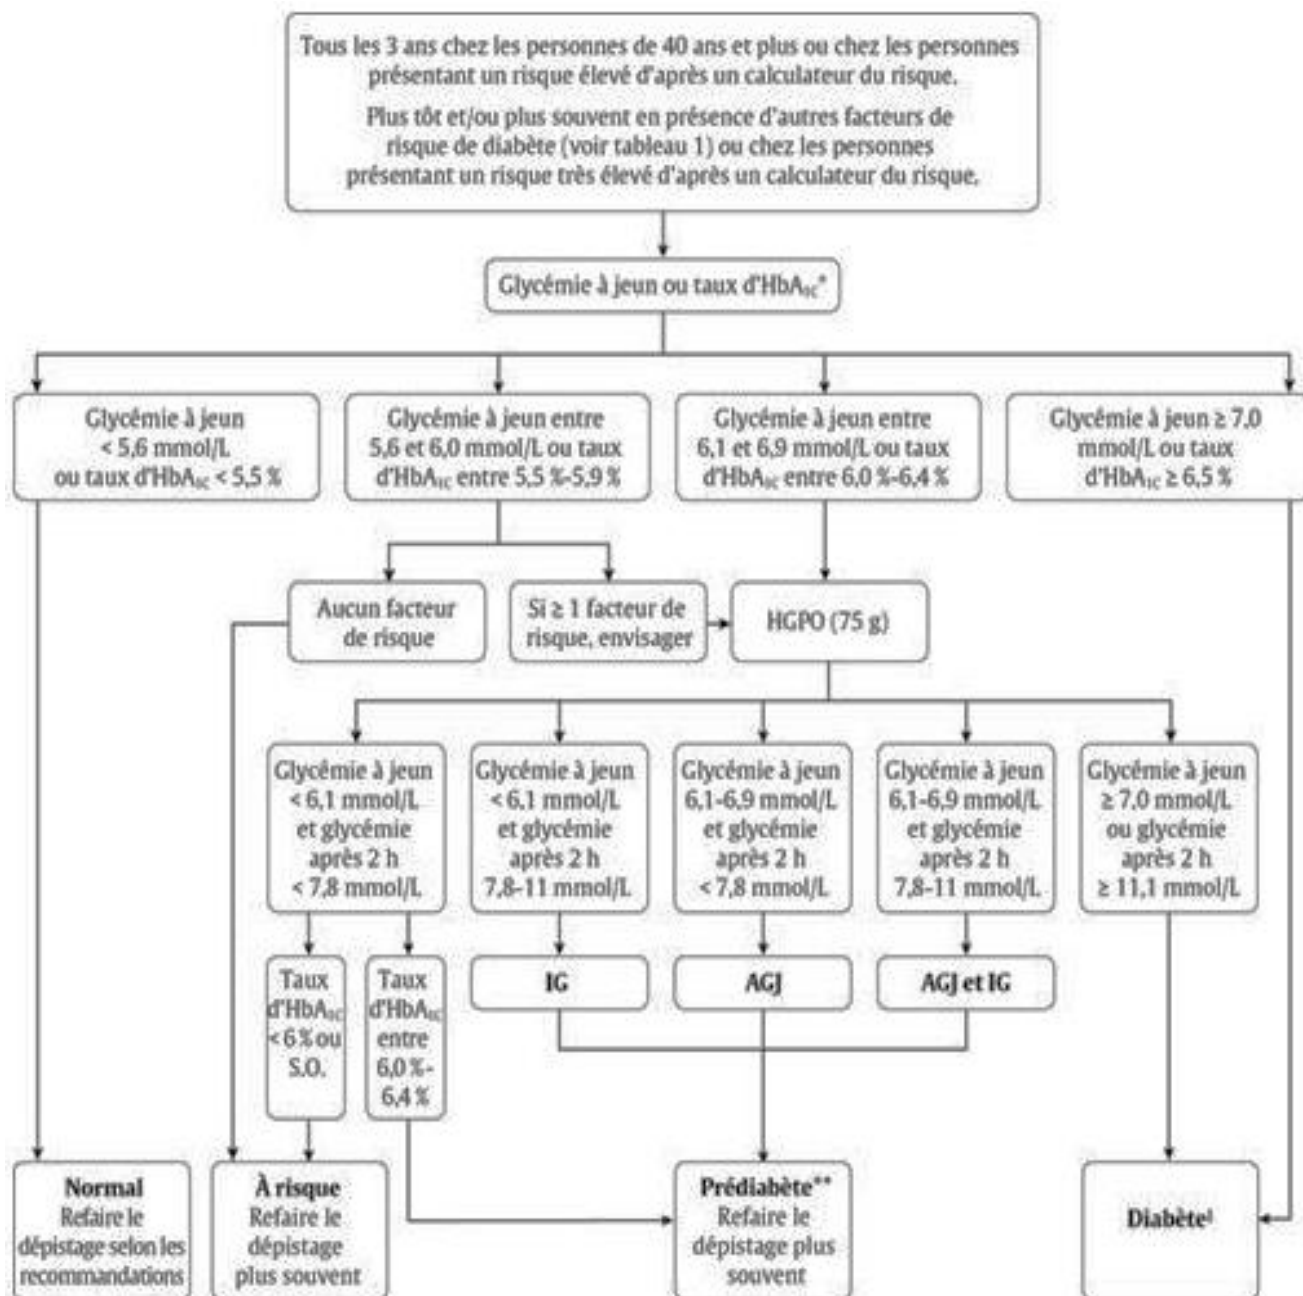 Tous les 3 ans chez les personnes de 40 ans et plus ou chez les personnes
présentant un risque élevé d'après un calculateur du risque.
Plus tôt et/ou plus souvent en présence d'autres facteurs de
risque de diabète (voir tableau 1) ou chez les personnes
présentant un risque très élevé d'après un calculateur du risque.
Glycémie à jeun ou taux d'HbA1C*
Glycémie à jeun
< 5,6 mmol/L
ou taux d'HbA1C < 5,5 %
Glycémie à jeun entre
5,6 et 6,0 mmol/L ou taux
d'HbA1C entre 5,5 %-5,9 %
Glycémie à jeun entre
6,1 et 6,9 mmol/L ou taux
d'HbA1C entre 6,0 %-6,4 %
Glycémie à jeun ≥ 7,0
mmol/L ou taux
d'HbA1C ≥ 6,5 %
Aucun facteur
de risque
Si ≥ 1 facteur de
risque, envisager
HGPO (75 g)
Glycémie à jeun
< 6,1 mmol/L
et glycémie
après 2 h
< 7,8 mmol/L
Glycémie à jeun
< 6,1 mmol/L
et glycémie
après 2 h
7,8-11 mmol/L
Glycémie à jeun
6,1-6,9 mmol/L
et glycémie
après 2 h
< 7,8 mmol/L
Glycémie à jeun
6,1-6,9 mmol/L
et glycémie
après 2 h
7,8-11 mmol/L
Glycémie à jeun
≥ 7,0 mmol/L
ou glycémie
après 2 h
≥ 11,1 mmol/L
Taux
d'HbA1C
< 6 % ou
S.O.
Taux
d'HbA1C
entre
6,0 %-
6,4 %
IG
AGJ
AGJ et IG
Normal
Refaire le
dépistage selon les
recommandations
À risque
Refaire le
dépistage
plus souvent
Prédiabète**
Refaire le
dépistage plus
souvent
Diabète